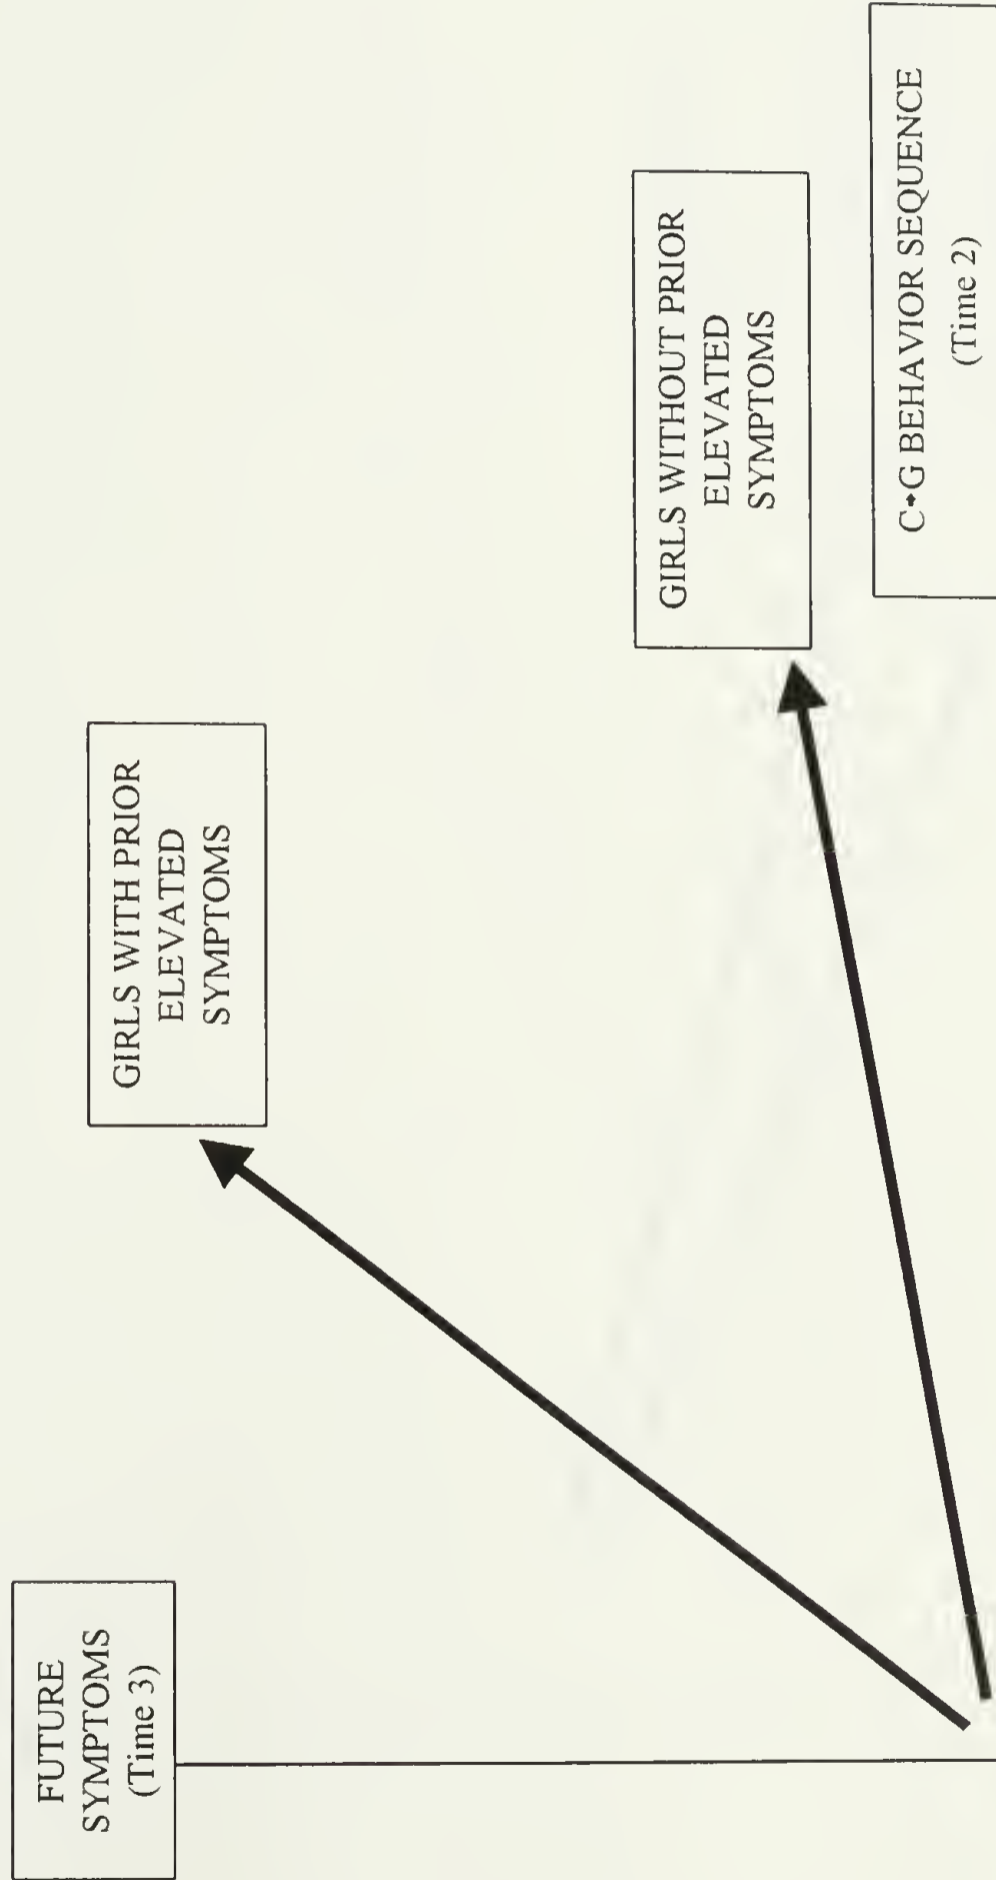 FUTURE
SYMPTOMS
(Time 3)
GIRLS WITH PRIOR
ELEVATED
SYMPTOMS
GIRLS WITHOUT PRIOR
ELEVATED
SYMPTOMS
C➔G BEHAVIOR SEQUENCE
(Time 2)